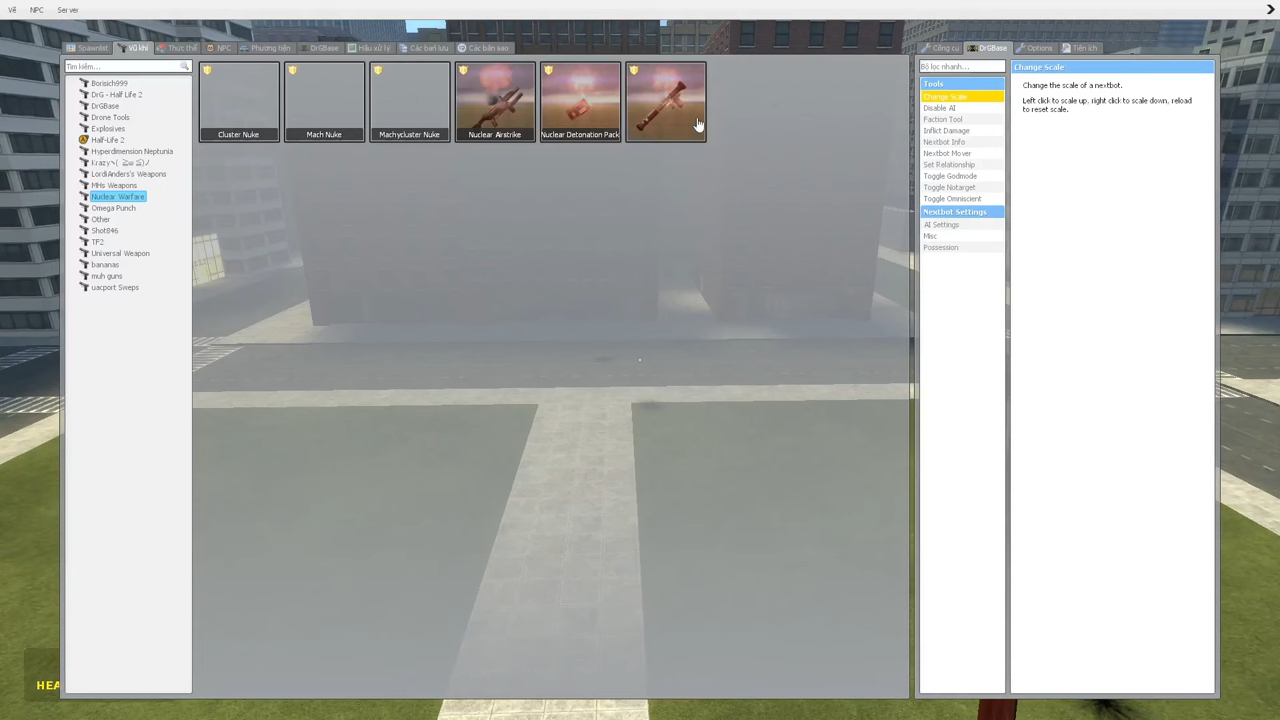 Vẽ NPC Server
Spawnlist Vũ khí Thực thể NPC Phương tiện DrGBase Hậu xử lý Các bản lưu Các bản sao
Công cụ DrGBase Options Tiện ích
Tìm kiếm...
Borisich999
DrG - Half Life 2
DrGBase
Drone Tools
Explosives
Half-Life 2
Hyperdimension Neptunia
LordiAnders's Weapons
MHs Weapons
Nuclear Warfare
Omega Punch
Other
Shot846
TF2
Universal Weapon
bananas
muh guns
uacport Sweps
Cluster Nuke
Mach Nuke
Machycluster Nuke
Nuclear Airstrike
Nuclear Detonation Pack
Bộ lọc nhanh...
Tools
Change Scale
Disable AI
Faction Tool
Inflict Damage
Nextbot Info
Nextbot Mover
Set Relationship
Toggle Godmode
Toggle Notarget
Toggle Omniscient
Nextbot Settings
AI Settings
Misc
Possession
Change Scale
Change the scale of a nextbot.
Left click to scale up, right click to scale down, reload
to reset scale.
HEA